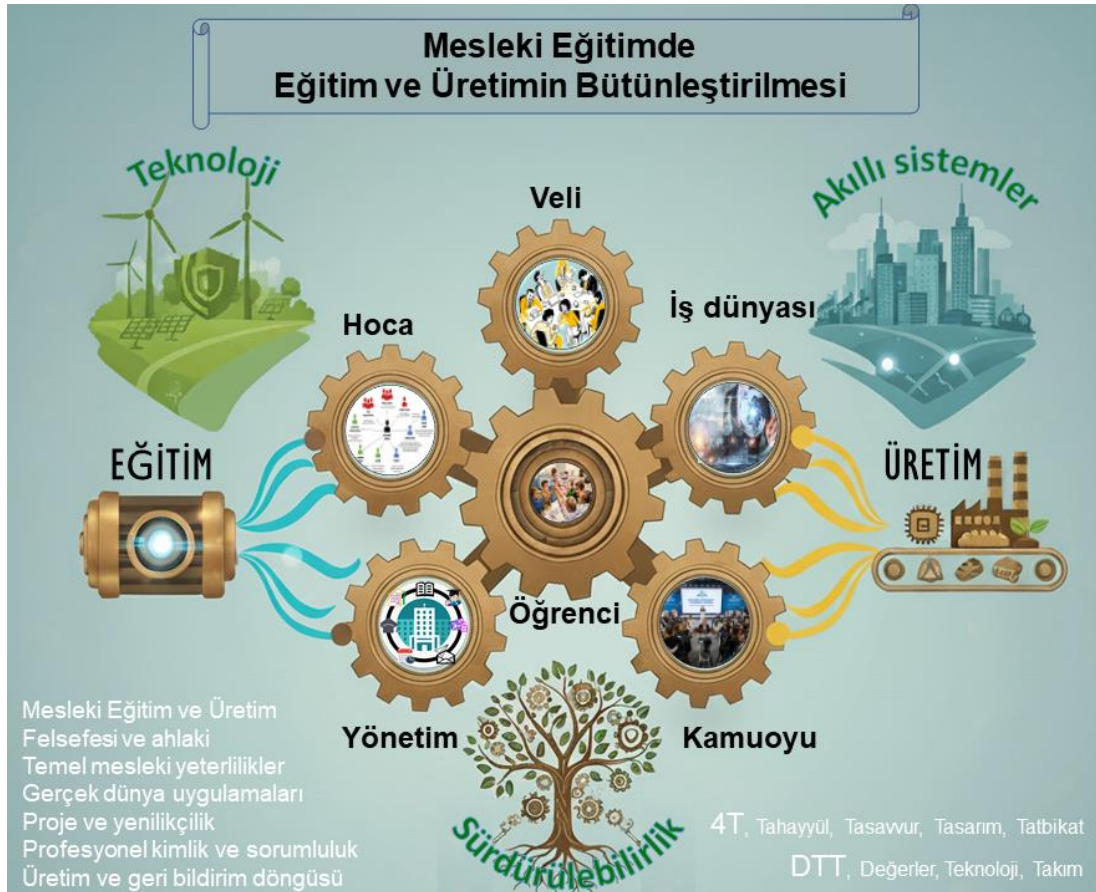 Mesleki Eğitimde
Eğitim ve Üretimin Bütünleştirilmesi
Teknoloji
Akıllı sistemler
Veli
Hoca
İş dünyası
EĞİTİM
ÜRETİM
Öğrenci
Yönetim
Kamuoyu
Sürdürülebilirlik
Mesleki Eğitim ve Üretim
Felsefesi ve ahlaki
Temel mesleki yeterlilikler
Gerçek dünya uygulamaları
Proje ve yenilikçilik
Profesyonel kimlik ve sorumluluk
Üretim ve geri bildirim döngüsü
4T, Tahayyül, Tasavvur, Tasarım, Tatbikat
DTT, Değerler, Teknoloji, Takım